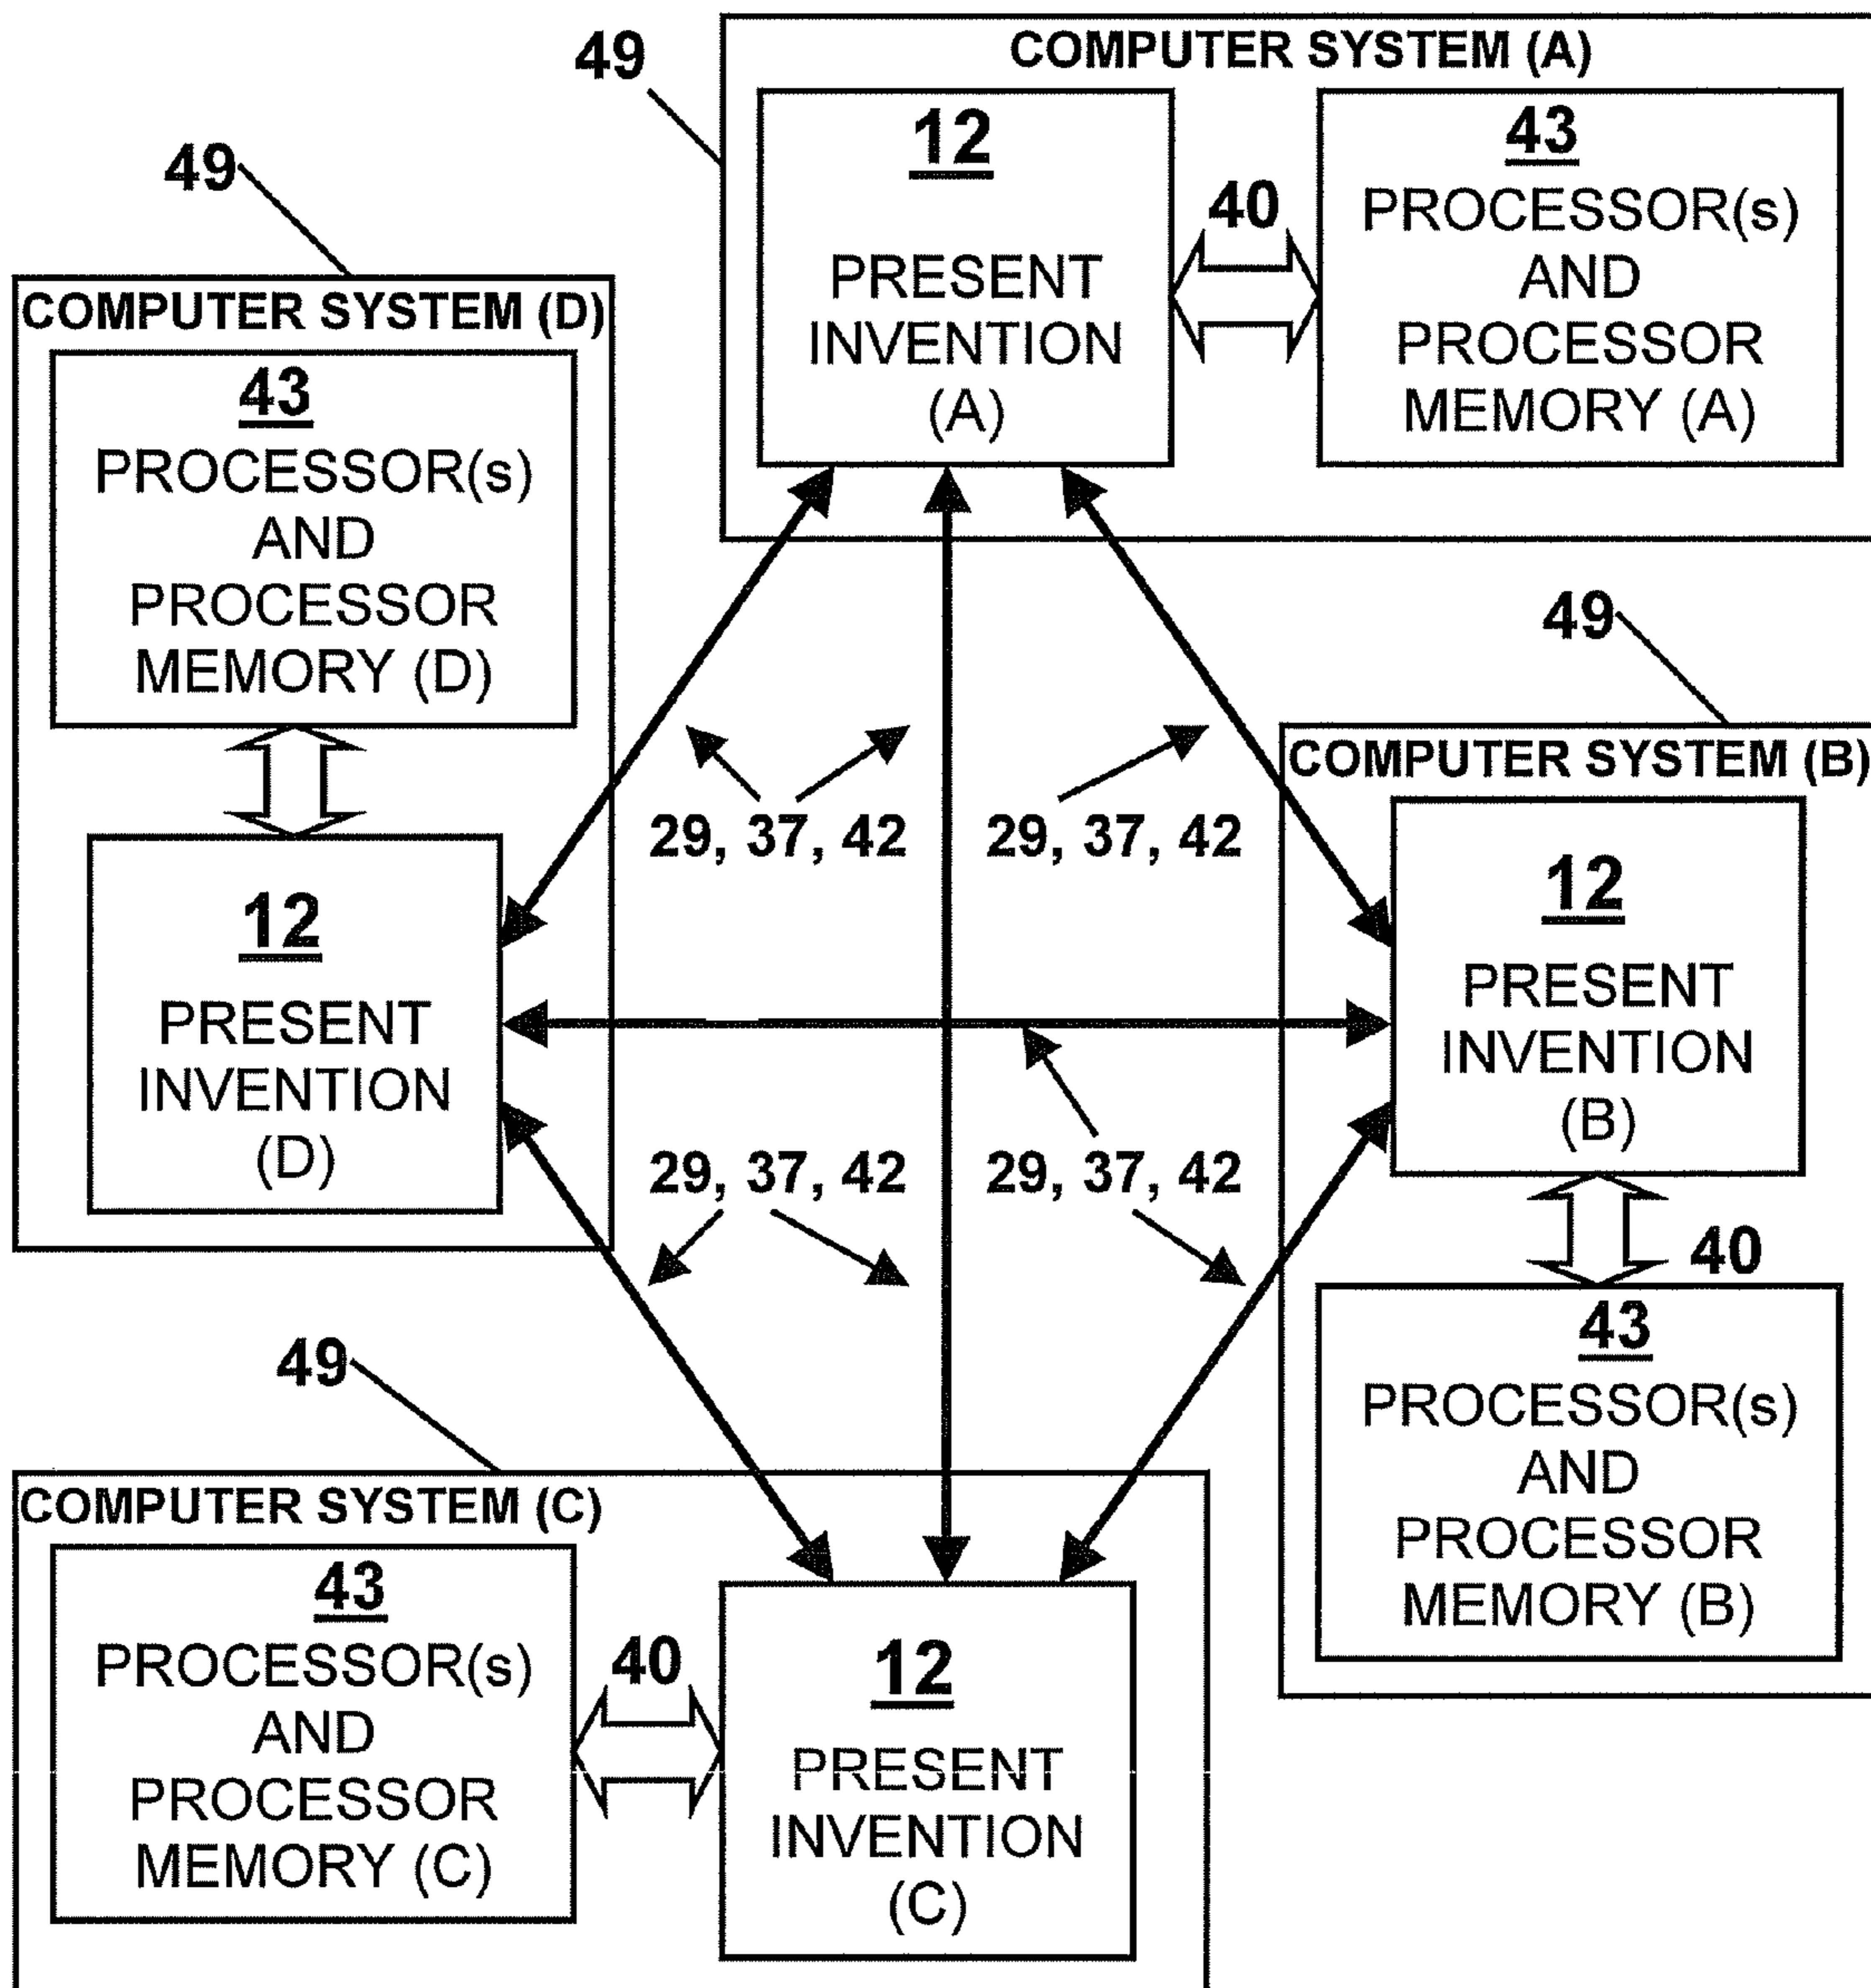 49
COMPUTER SYSTEM (A)
12
PRESENT
INVENTION
(A)
40
43
PROCESSOR(s)
AND
PROCESSOR
MEMORY (A)
49
COMPUTER SYSTEM (D)
43
PROCESSOR(s)
AND
PROCESSOR
MEMORY (D)
12
PRESENT
INVENTION
(D)
29, 37, 42
29, 37, 42
29, 37, 42
29, 37, 42
49
COMPUTER SYSTEM (B)
12
PRESENT
INVENTION
(B)
40
43
PROCESSOR(s)
AND
PROCESSOR
MEMORY (B)
49
COMPUTER SYSTEM (C)
43
PROCESSOR(s)
AND
PROCESSOR
MEMORY (C)
40
12
PRESENT
INVENTION
(C)